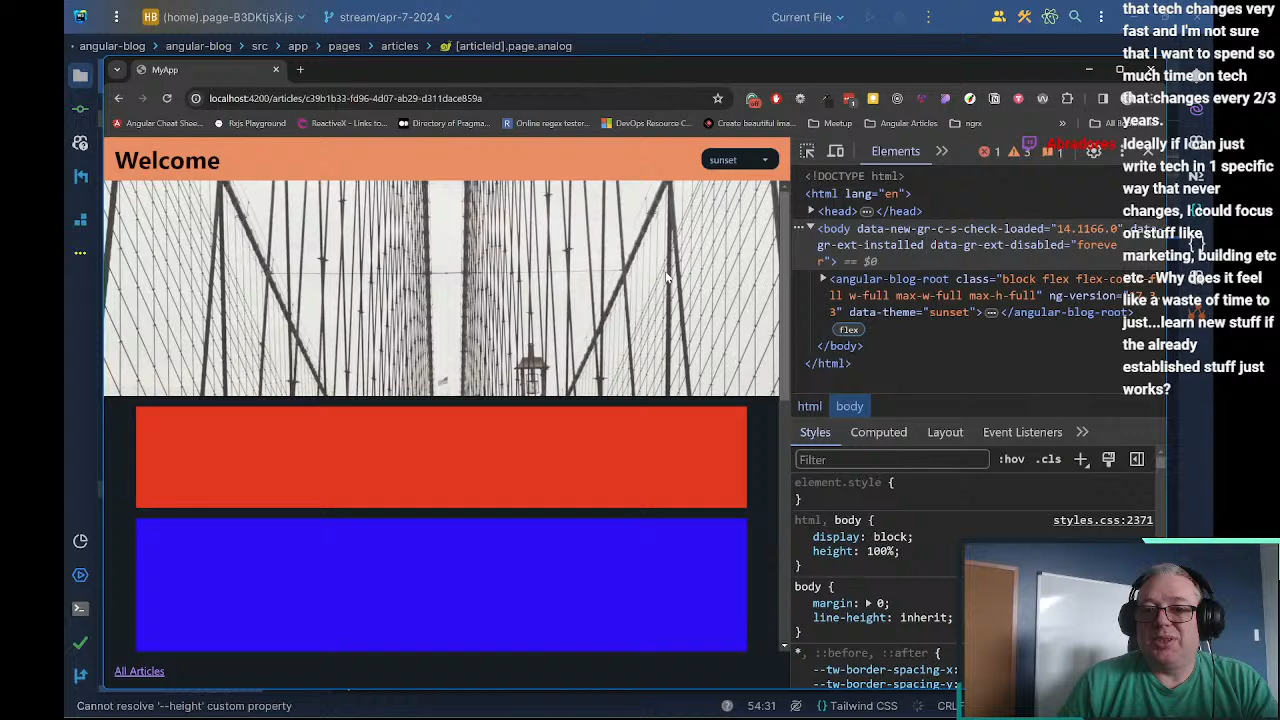 HB (home).page-B3DKtjsX.js stream/apr-7-2024 Current File
angular-blog angular-blog src app pages articles [articleId].page.analog
MyApp
localhost:4200/articles/c39b1b33-fd96-4d07-ab29-d311dace850a
Angular Cheat Shee... Rxjs Playground ReactiveX - Links to... Directory of Program... Online regex tester... DevOps Resource C... Create beautiful ima... Meetup Angular Articles ngrx
Welcome
sunset
All Articles
Elements 1 3 1
<!DOCTYPE html>
<html lang="en">
<head> </head>
<body data-new-gr-c-s-check-loaded="14.1166.0"
gr-ext-installed data-gr-ext-disabled="foreve
r"> == $0
<angular-blog-root class="block flex
w-full max-w-full max-h-full" ng-version=
data-theme="sunset"> </angular-blog-root>
flex
</body>
</html>
html body
Styles Computed Layout Event Listeners
Filter :hov .cls
element.style {
}
html, body { styles.css:2371
display: block;
height: 100%;
}
body {
margin: 0;
line-height: inherit;
}
*, ::before, ::after {
--tw-border-spacing-x:
--tw-border-spacing-y:
Cannot resolve '--height' custom property 54:31 Tailwind CSS
that tech changes very
fast and I'm not sure
that I want to spend so
much time on tech
that changes every 2/3
years.
Abradores
Ideally if I can just
write tech in 1 specific
way that never
changes, I could focus
on stuff like
marketing, building etc
etc. Why does it feel
like a waste of time to
just...learn new stuff if
the already
established stuff just
works?